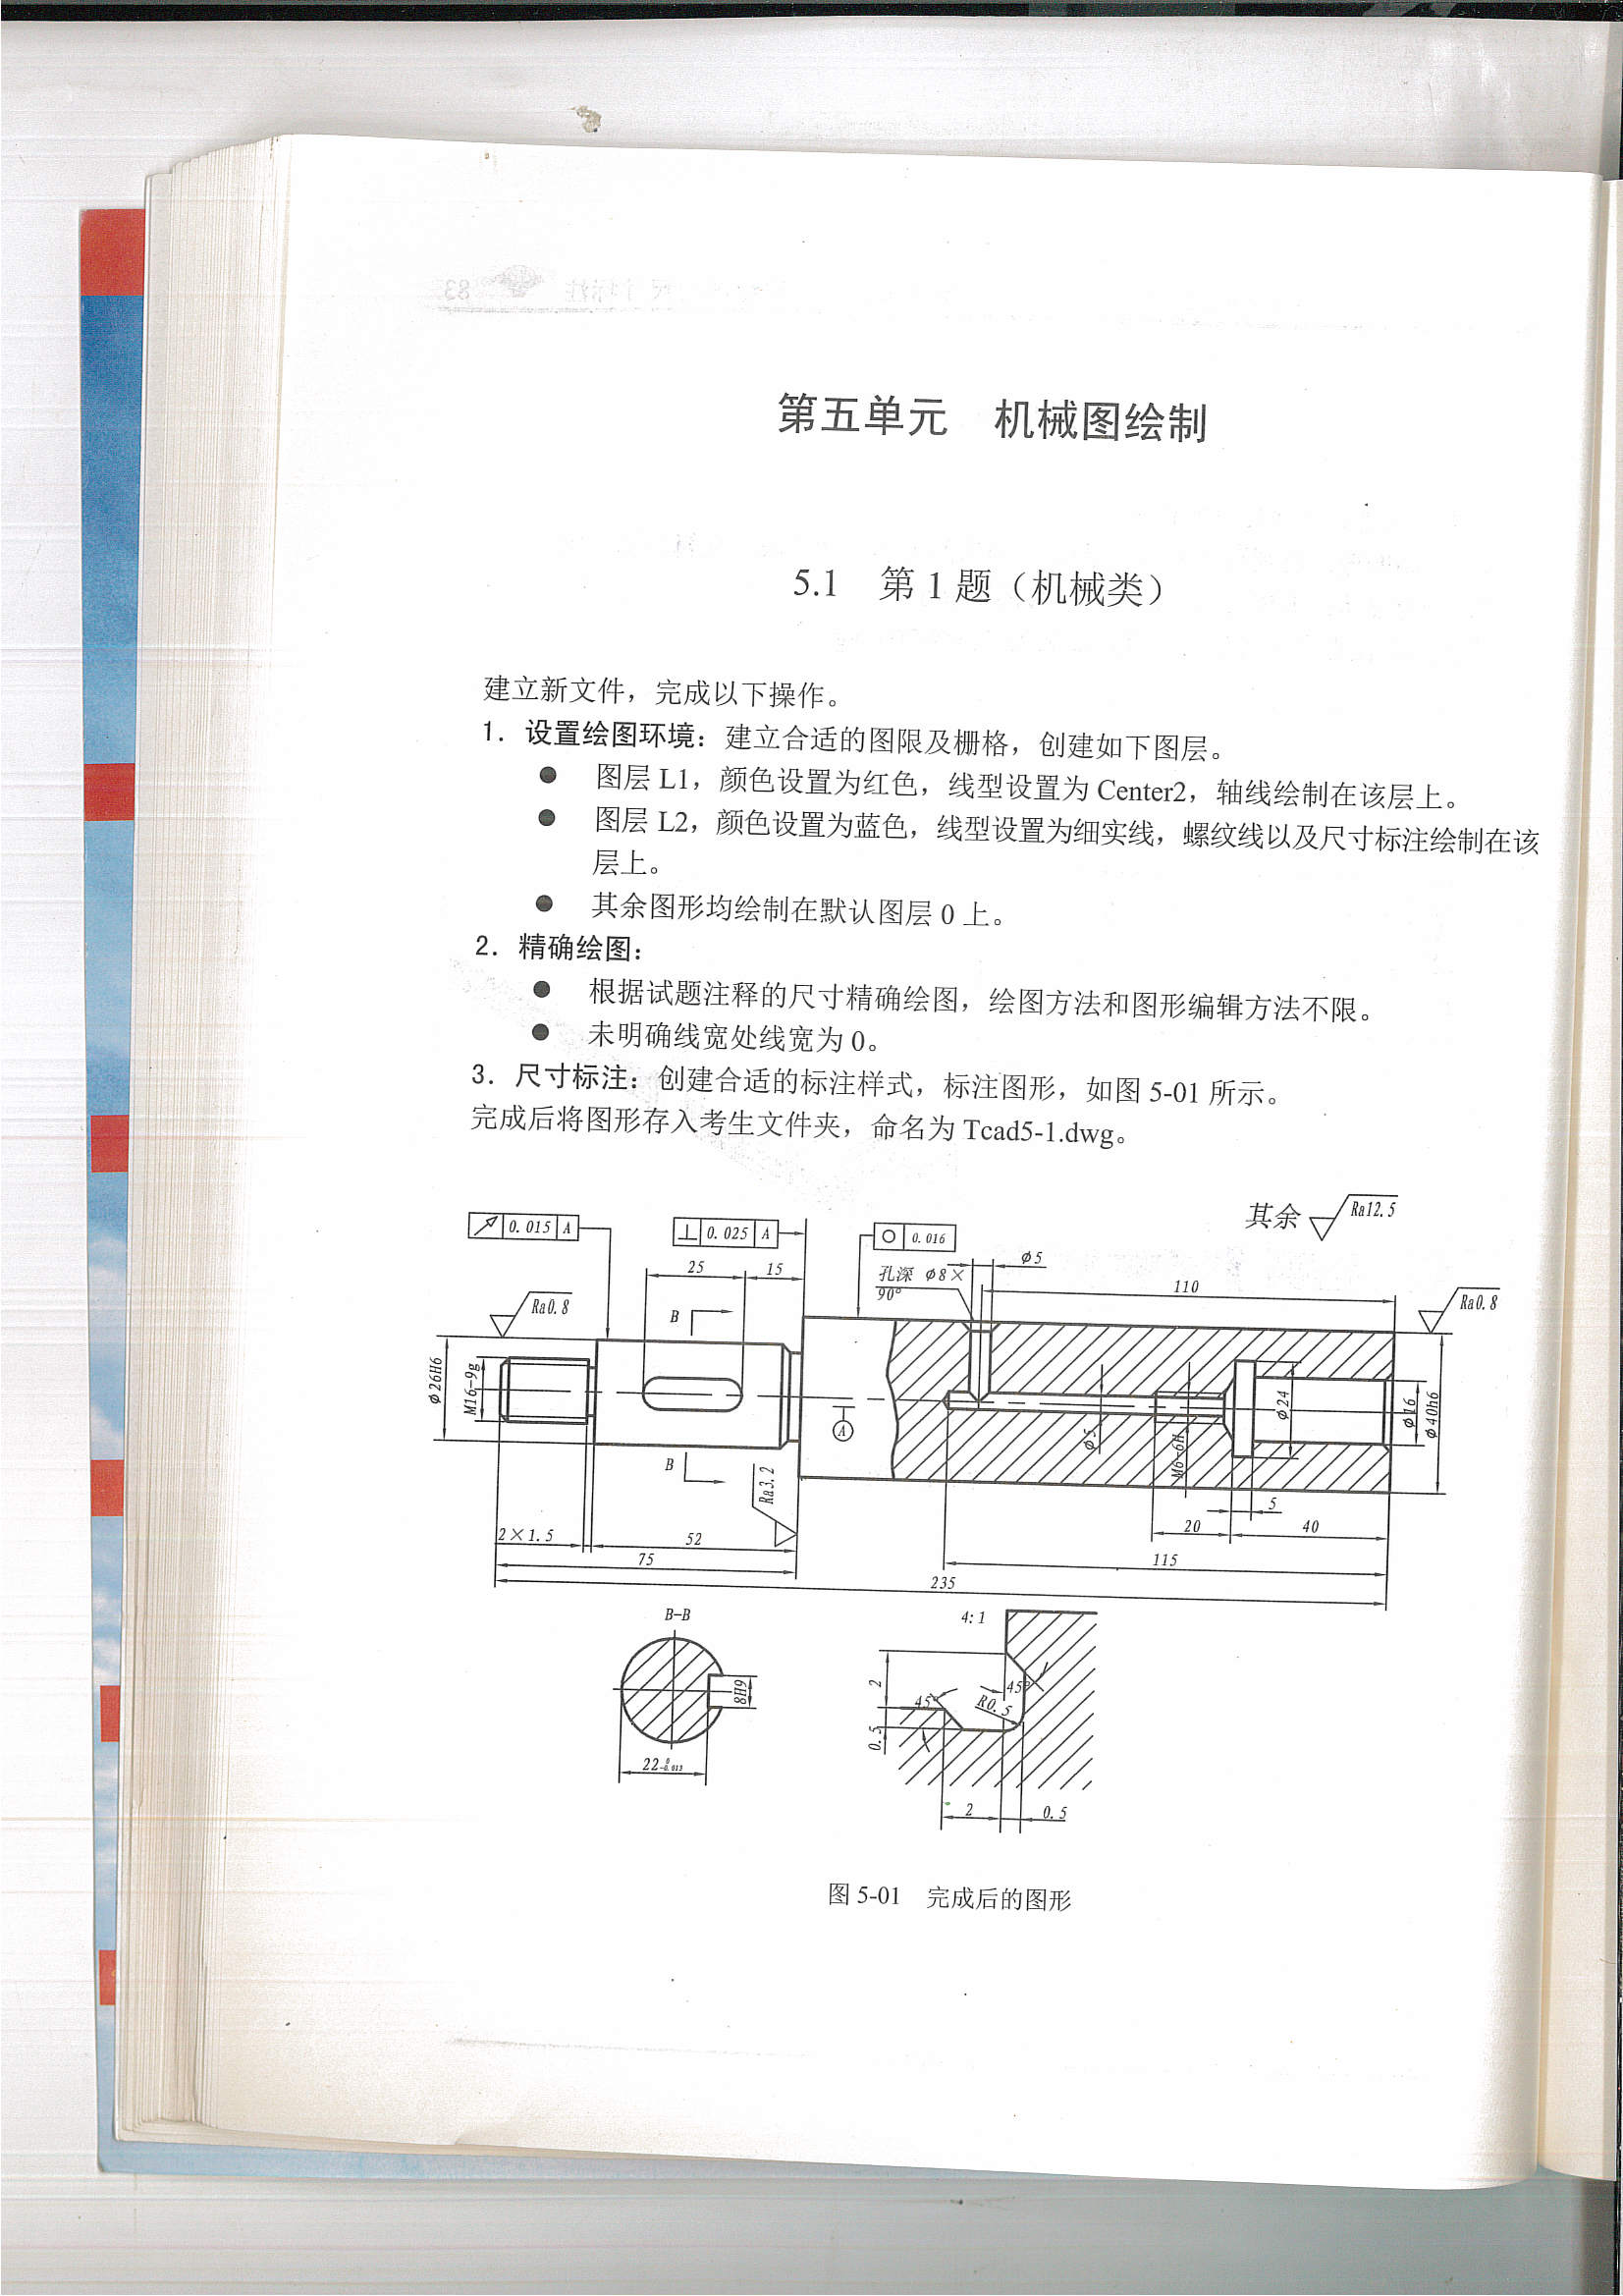 第五单元 机械图绘制
5.1 第 1 题（机械类）
建立新文件，完成以下操作。
1. 设置绘图环境：建立合适的图限及栅格，创建如下图层。
● 图层 L1，颜色设置为红色，线型设置为 Center2，轴线绘制在该层上。
● 图层 L2，颜色设置为蓝色，线型设置为细实线，螺纹线以及尺寸标注绘制在该
层上。
● 其余图形均绘制在默认图层 0 上。
2. 精确绘图：
● 根据试题注释的尺寸精确绘图，绘图方法和图形编辑方法不限。
● 未明确线宽处线宽为 0。
3. 尺寸标注：创建合适的标注样式，标注图形，如图 5-01 所示。
完成后将图形存入考生文件夹，命名为 Tcad5-1.dwg。
其余 Ra12.5
0.015 A
0.025 A
0.016
25
15
孔深 φ8×
90°
φ5
110
Ra0.8
Ra0.8
B
φ26H6
M16-9g
A
φ5
M6-6H
φ24
φ16
φ40h6
B
Ra3.2
2×1.5
52
75
5
20
40
115
235
B-B
4:1
8H9
22 0 -0.013
2
0.5
45°
R0.5
45°
2
0.5
图 5-01 完成后的图形